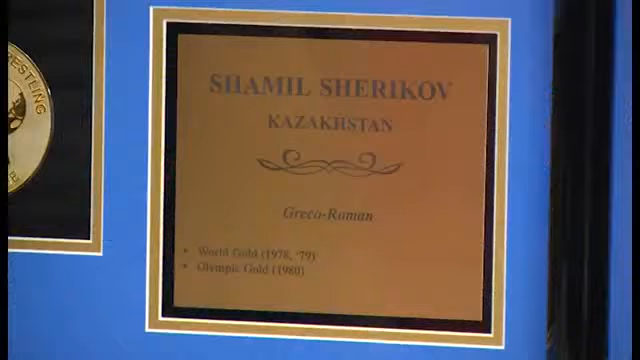 SHAMIL SHERIKOV
KAZAKHSTAN
Greco-Roman
• World Gold (1978, '79)
• Olympic Gold (1980)